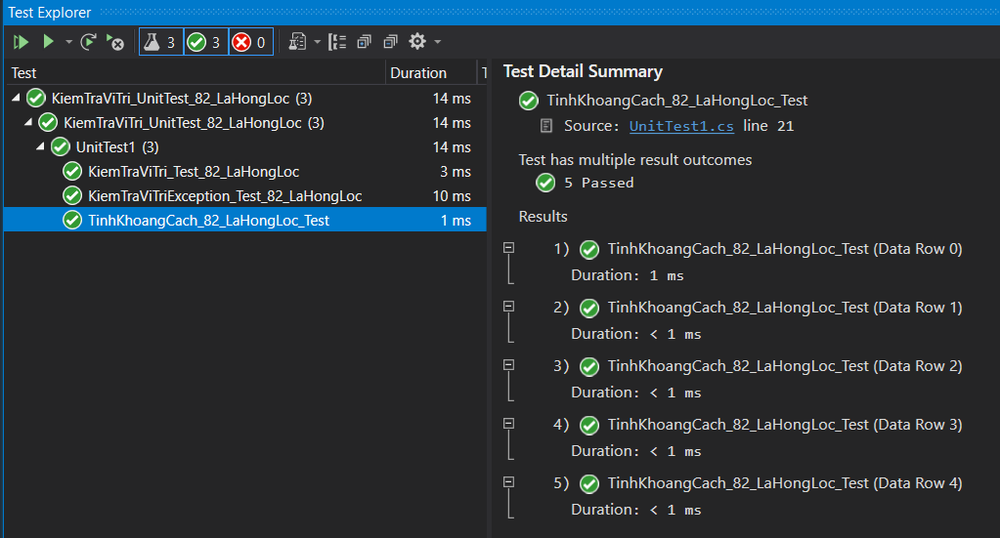 Test Explorer
3 3 0
Test Duration T
KiemTraViTri_UnitTest_82_LaHongLoc (3) 14 ms
KiemTraViTri_UnitTest_82_LaHongLoc (3) 14 ms
UnitTest1 (3) 14 ms
KiemTraViTri_Test_82_LaHongLoc 3 ms
KiemTraViTriException_Test_82_LaHongLoc 10 ms
TinhKhoangCach_82_LaHongLoc_Test 1 ms
Test Detail Summary
TinhKhoangCach_82_LaHongLoc_Test
Source: UnitTest1.cs line 21
Test has multiple result outcomes
5 Passed
Results
1) TinhKhoangCach_82_LaHongLoc_Test (Data Row 0)
Duration: 1 ms
2) TinhKhoangCach_82_LaHongLoc_Test (Data Row 1)
Duration: < 1 ms
3) TinhKhoangCach_82_LaHongLoc_Test (Data Row 2)
Duration: < 1 ms
4) TinhKhoangCach_82_LaHongLoc_Test (Data Row 3)
Duration: < 1 ms
5) TinhKhoangCach_82_LaHongLoc_Test (Data Row 4)
Duration: < 1 ms